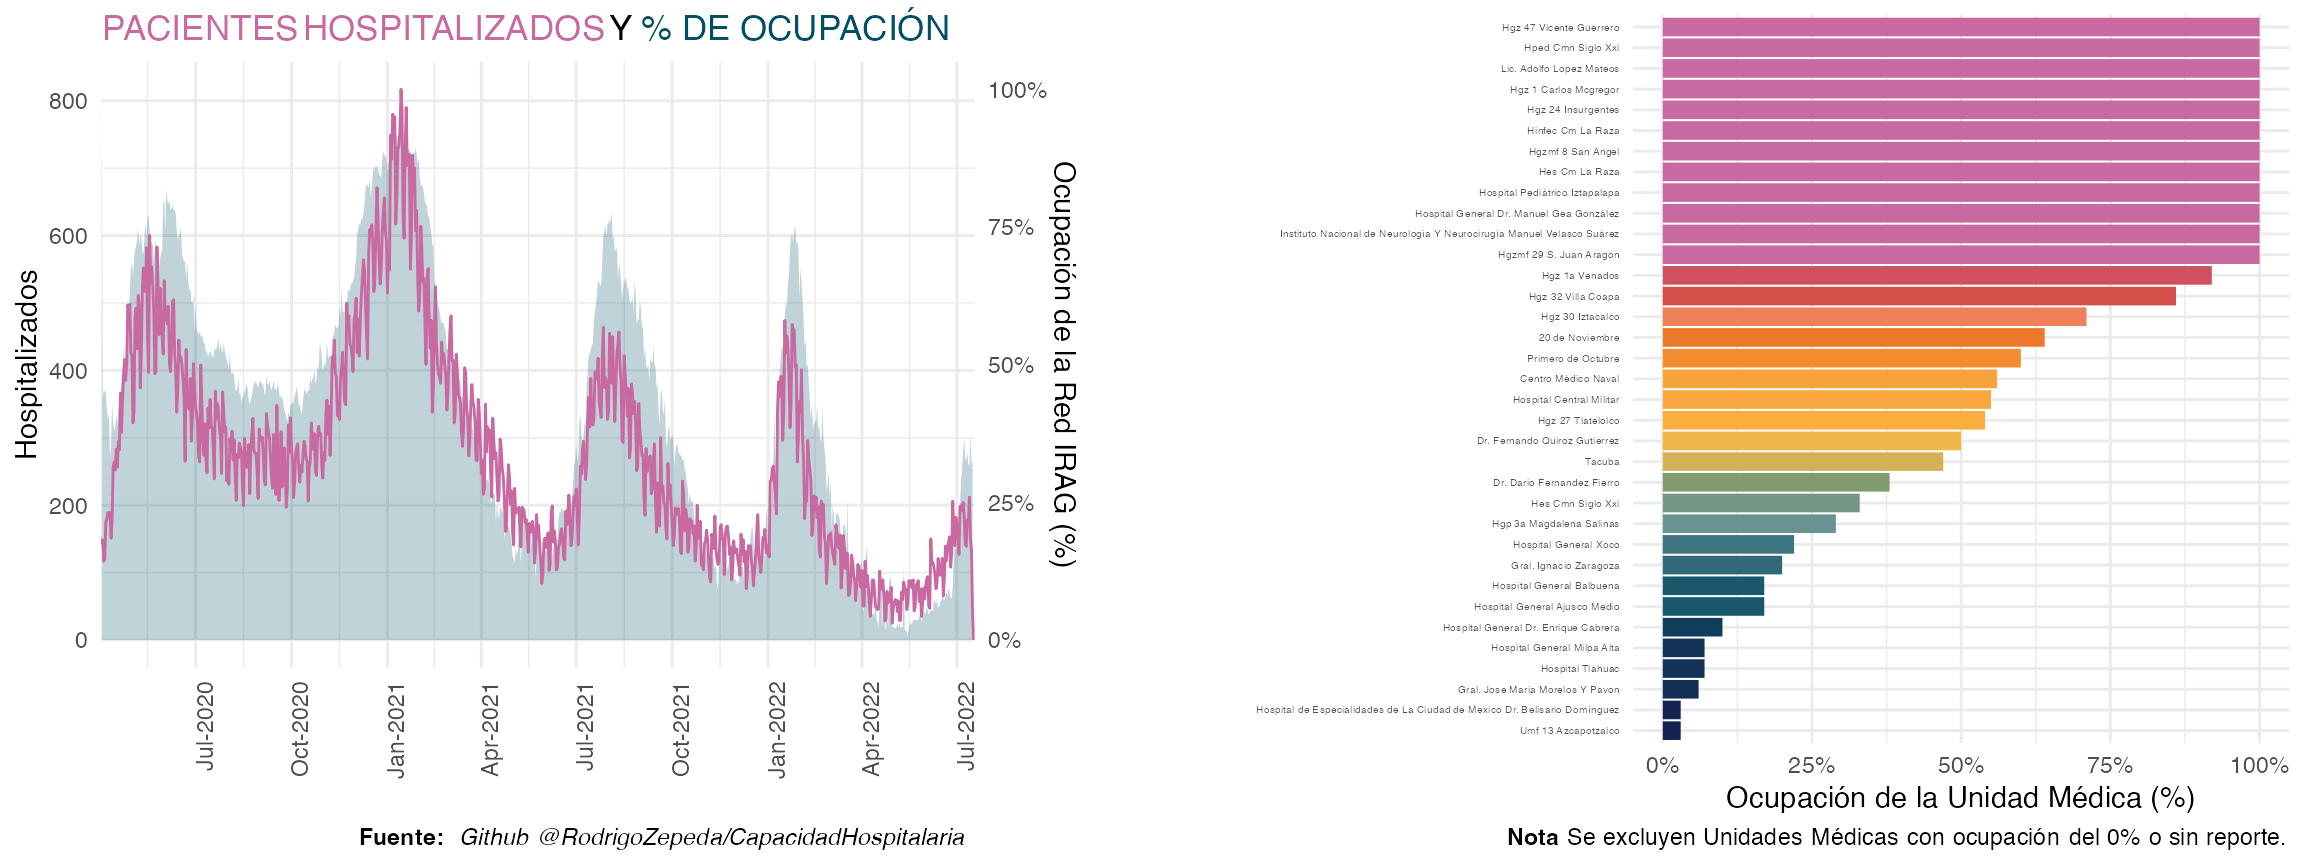 PACIENTES HOSPITALIZADOS Y % DE OCUPACIÓN
Hospitalizados
800
600
400
200
0
100%
75%
50%
25%
0%
Ocupación de la Red IRAG (%)
Jul-2020
Oct-2020
Jan-2021
Apr-2021
Jul-2021
Oct-2021
Jan-2022
Apr-2022
Jul-2022
Fuente: Github @RodrigoZepeda/CapacidadHospitalaria
Hgz 47 Vicente Guerrero
Hped Cmn Siglo Xxi
Lic. Adolfo Lopez Mateos
Hgz 1 Carlos Mcgregor
Hgz 24 Insurgentes
Hinfec Cm La Raza
Hgzmf 8 San Angel
Hes Cm La Raza
Hospital Pediátrico Iztapalapa
Hospital General Dr. Manuel Gea González
Instituto Nacional de Neurología Y Neurocirugía Manuel Velasco Suárez
Hgzmf 29 S. Juan Aragon
Hgz 1a Venados
Hgz 32 Villa Coapa
Hgz 30 Iztacalco
20 de Noviembre
Primero de Octubre
Centro Médico Naval
Hospital Central Militar
Hgz 27 Tlatelolco
Dr. Fernando Quiroz Gutierrez
Tacuba
Dr. Dario Fernandez Fierro
Hes Cmn Siglo Xxi
Hgp 3a Magdalena Salinas
Hospital General Xoco
Gral. Ignacio Zaragoza
Hospital General Balbuena
Hospital General Ajusco Medio
Hospital General Dr. Enrique Cabrera
Hospital General Milpa Alta
Hospital Tlahuac
Gral. Jose Maria Morelos Y Pavon
Hospital de Especialidades de La Ciudad de Mexico Dr. Belisario Dominguez
Umf 13 Azcapotzalco
0%
25%
50%
75%
100%
Ocupación de la Unidad Médica (%)
Nota Se excluyen Unidades Médicas con ocupación del 0% o sin reporte.